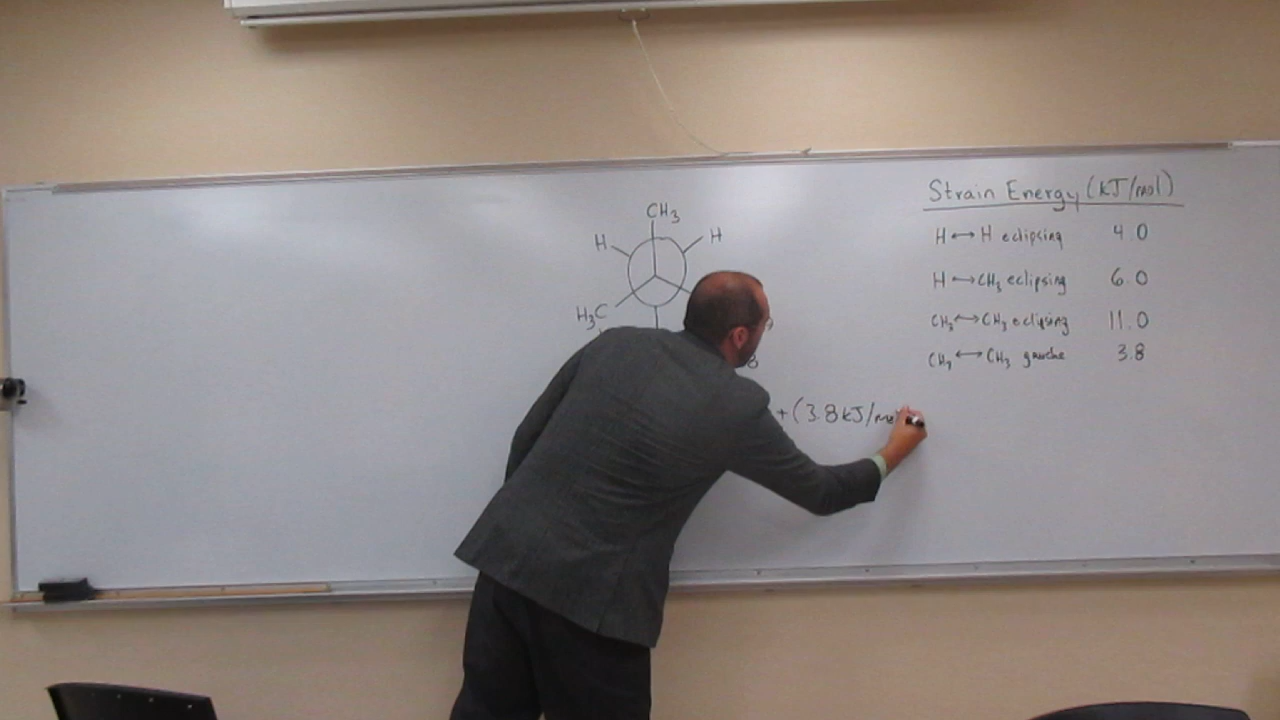 Strain Energy (kJ/mol)
H ↔ H eclipsing 4.0
H ↔ CH3 eclipsing 6.0
CH3 ↔ CH3 eclipsing 11.0
CH3 ↔ CH3 gauche 3.8
CH3
H H
H3C
8
+ (3.8 kJ/mol